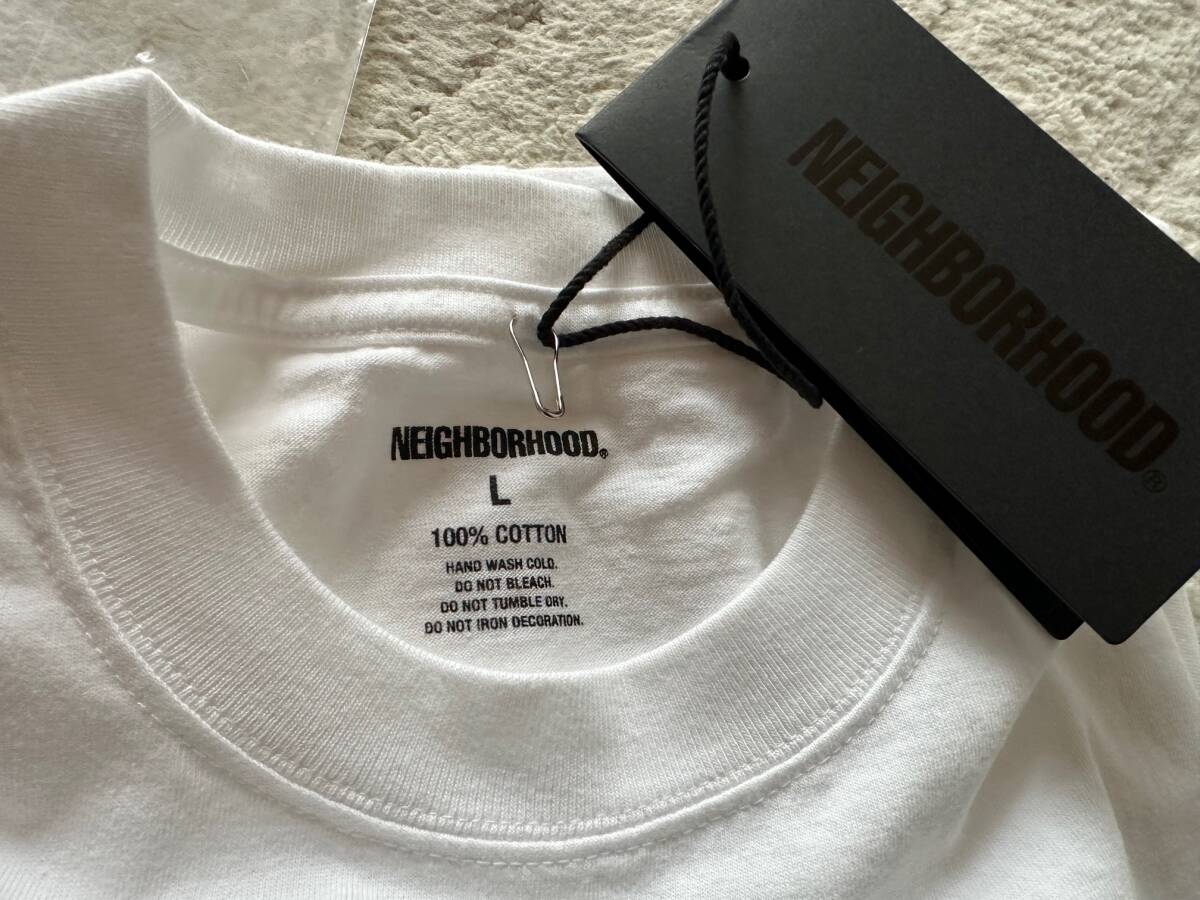 NEIGHBORHOOD®
NEIGHBORHOOD®
L
100% COTTON
HAND WASH COLD.
DO NOT BLEACH.
DO NOT TUMBLE DRY.
DO NOT IRON DECORATION.